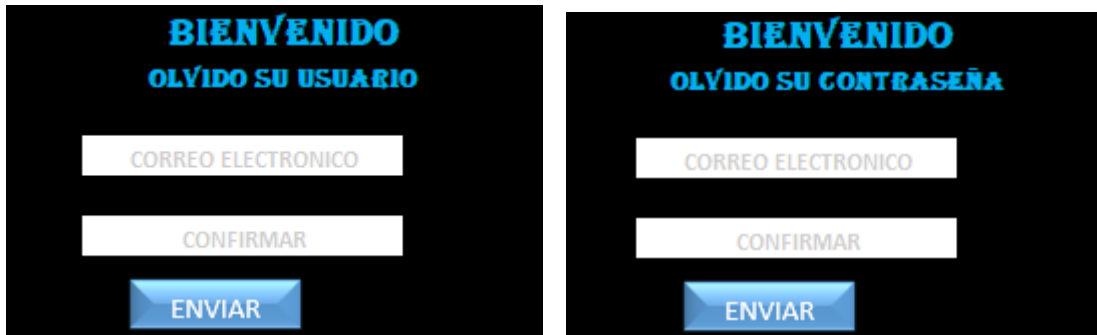 BIENVENIDO
OLVIDO SU USUARIO
CORREO ELECTRONICO
CONFIRMAR
ENVIAR
BIENVENIDO
OLVIDO SU CONTRASEÑA
CORREO ELECTRONICO
CONFIRMAR
ENVIAR